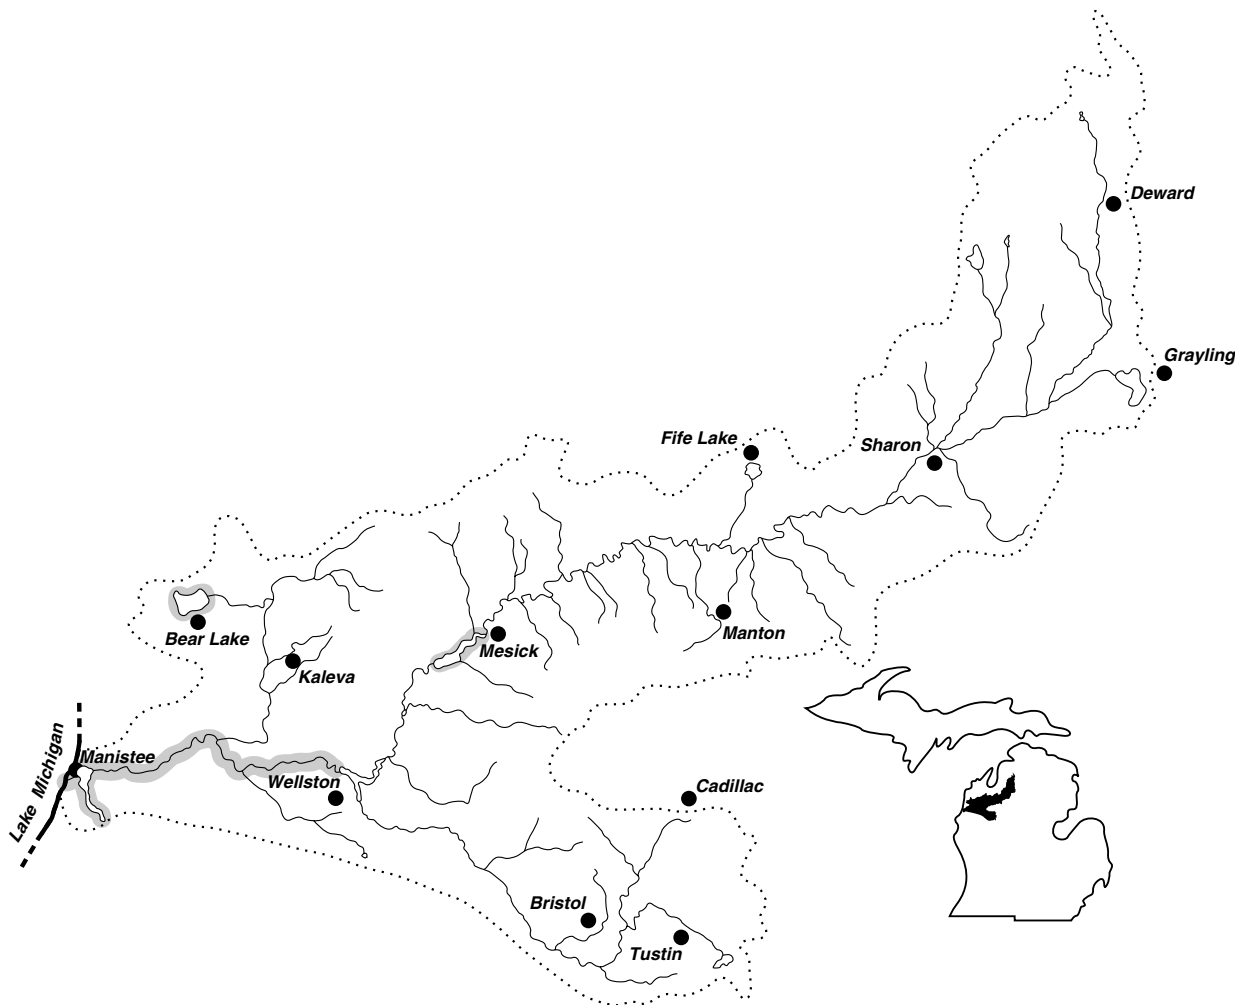 Deward
Grayling
Fife Lake
Sharon
Bear Lake
Kaleva
Mesick
Manton
Lake Michigan
Manistee
Wellston
Cadillac
Bristol
Tustin